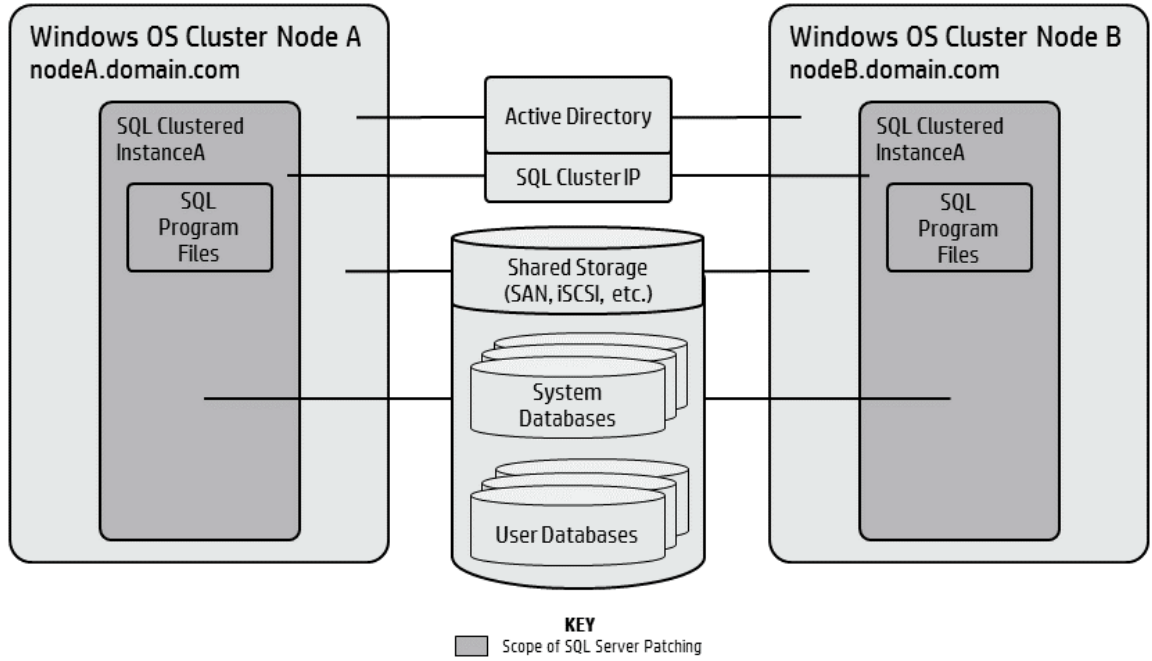 Windows OS Cluster Node A
nodeA.domain.com
SQL Clustered
InstanceA
SQL
Program
Files
Active Directory
SQL Cluster IP
Shared Storage
(SAN, iSCSI, etc.)
System
Databases
User Databases
Windows OS Cluster Node B
nodeB.domain.com
SQL Clustered
InstanceA
SQL
Program
Files
KEY
Scope of SQL Server Patching